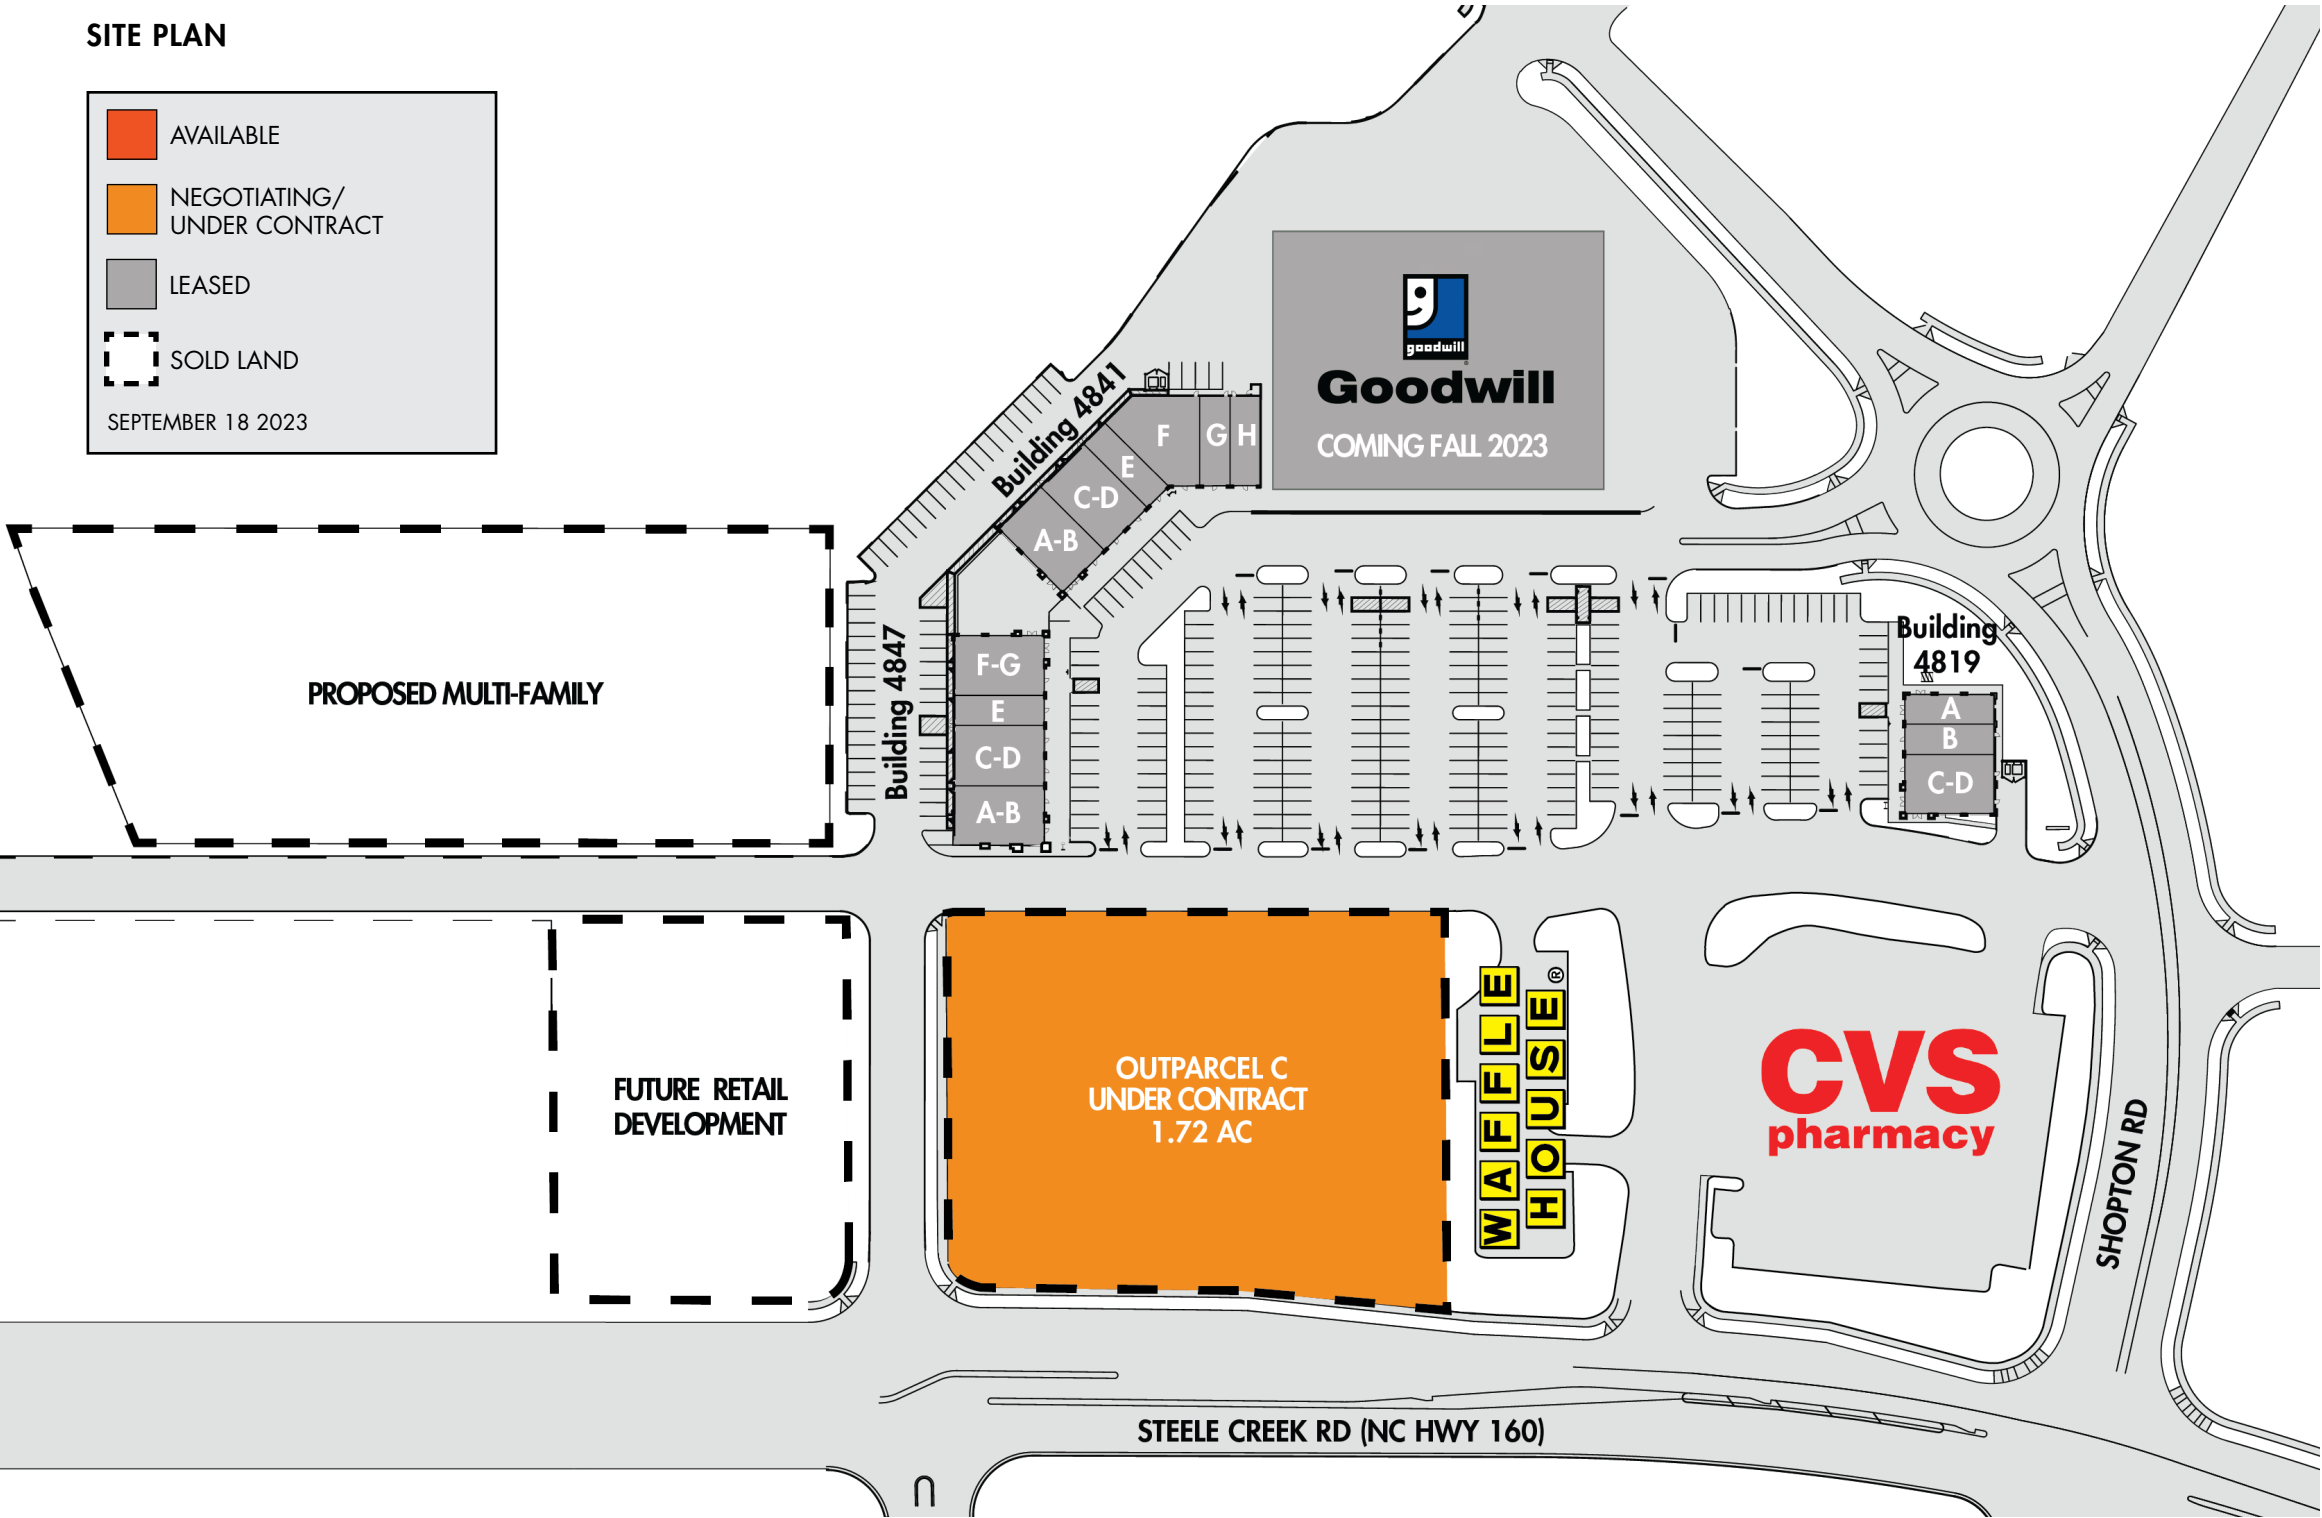 SITE PLAN
AVAILABLE
NEGOTIATING/
UNDER CONTRACT
LEASED
SOLD LAND
SEPTEMBER 18 2023
goodwill
Goodwill
COMING FALL 2023
Building 4841
F
G
H
E
C-D
A-B
PROPOSED MULTI-FAMILY
Building 4847
F-G
E
C-D
A-B
Building
4819
A
B
C-D
FUTURE RETAIL
DEVELOPMENT
OUTPARCEL C
UNDER CONTRACT
1.72 AC
WAFFLE
HOUSE®
CVS
pharmacy
SHOPTON RD
STEELE CREEK RD (NC HWY 160)